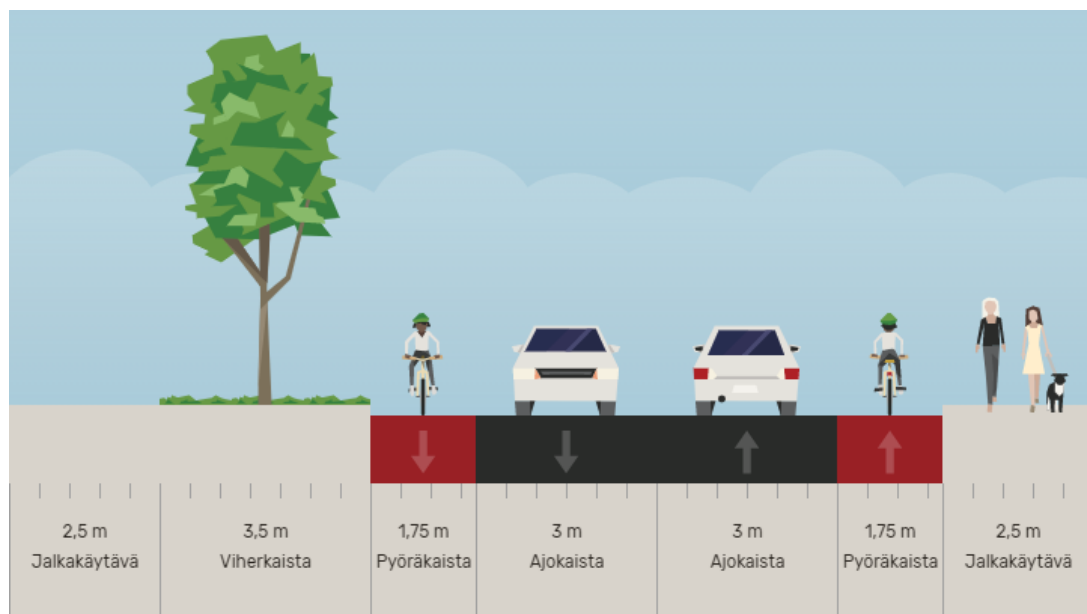 2,5 m
Jalkakäytävä
3,5 m
Viherkaista
1,75 m
Pyöräkaista
3 m
Ajokaista
3 m
Ajokaista
1,75 m
Pyöräkaista
2,5 m
Jalkakäytävä